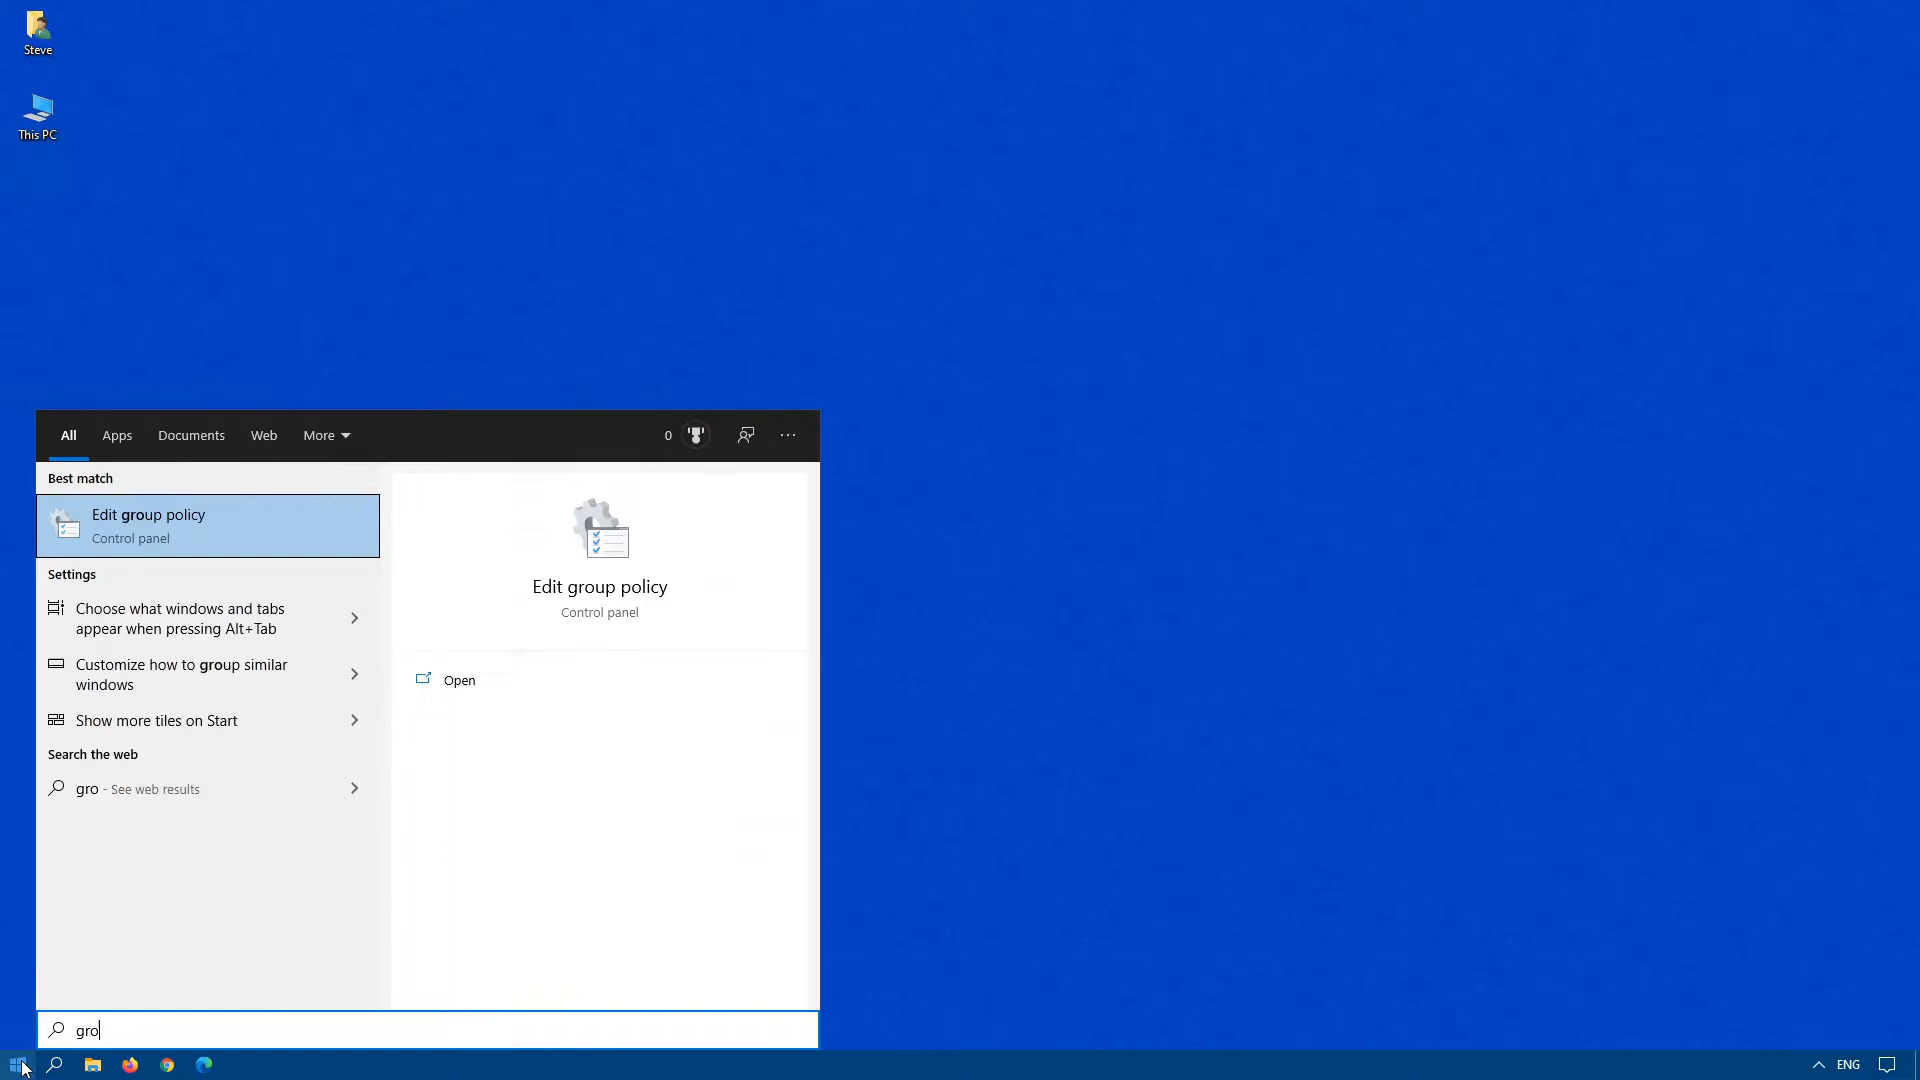 Steve
This PC
All
Apps
Documents
Web
More
0
Best match
Edit group policy
Control panel
Settings
Choose what windows and tabs
appear when pressing Alt+Tab
Customize how to group similar
windows
Show more tiles on Start
Search the web
gro - See web results
Edit group policy
Control panel
Open
gro
ENG